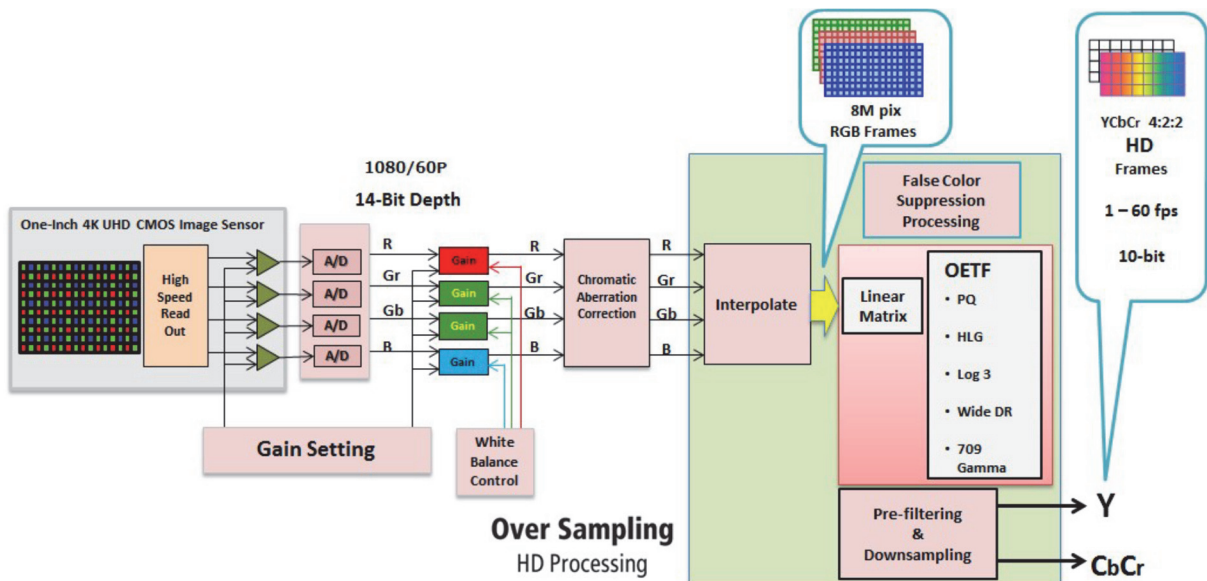 8M pix
RGB Frames
YCbCr 4:2:2
HD
Frames
1 – 60 fps
10-bit
1080/60P
14-Bit Depth
One-Inch 4K UHD CMOS Image Sensor
High
Speed
Read
Out
A/D
A/D
A/D
A/D
R
Gr
Gb
B
Gain
Gain
Gain
Gain
R
Gr
Gb
B
Chromatic
Aberration
Correction
R
Gr
Gb
B
Interpolate
False Color
Suppression
Processing
Linear
Matrix
OETF
• PQ
• HLG
• Log 3
• Wide DR
• 709
Gamma
Gain Setting
White
Balance
Control
Over Sampling
HD Processing
Pre-filtering
&
Downsampling
Y
CbCr